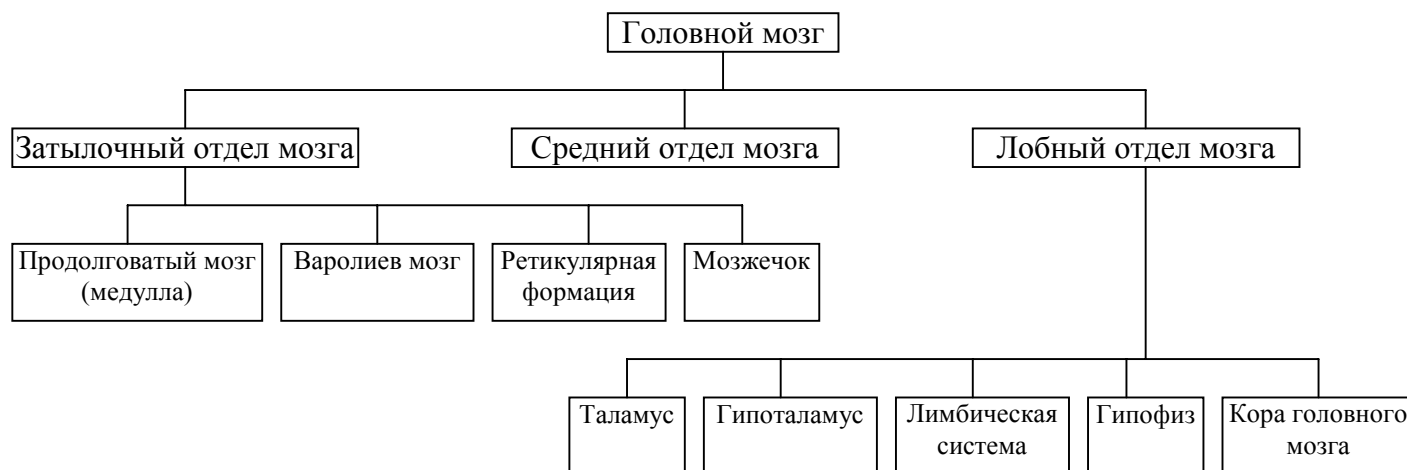 Головной мозг
Затылочный отдел мозга
Средний отдел мозга
Лобный отдел мозга
Продолговатый мозг
(медулла)
Варолиев мозг
Ретикулярная
формация
Мозжечок
Таламус
Гипоталамус
Лимбическая
система
Гипофиз
Кора головного
мозга